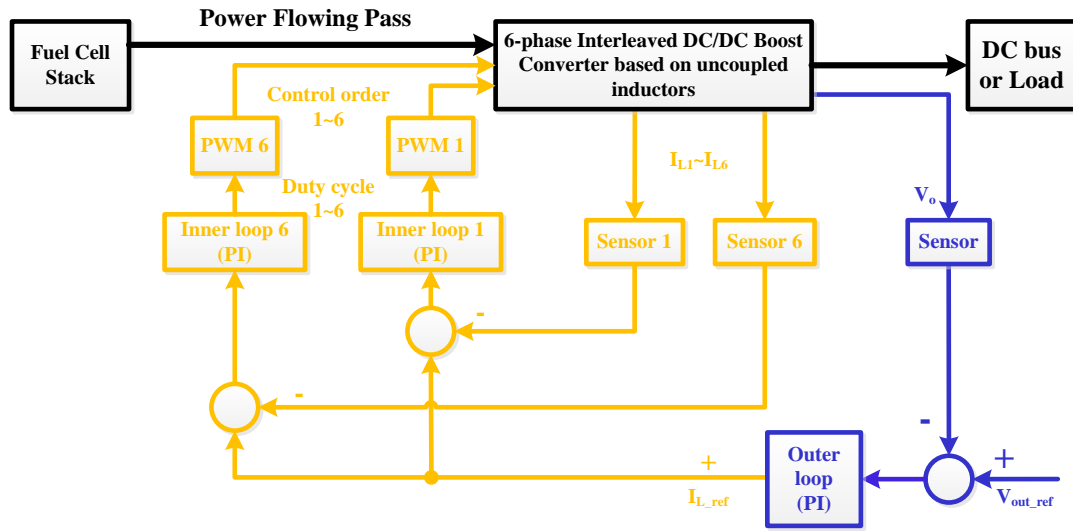 Power Flowing Pass
Fuel Cell
Stack
6-phase Interleaved DC/DC Boost
Converter based on uncoupled
inductors
DC bus
or Load
Control order
1~6
PWM 6
PWM 1
I_L1~I_L6
Duty cycle
1~6
V_o
Inner loop 6
(PI)
Inner loop 1
(PI)
Sensor 1
Sensor 6
Sensor
-
-
-
Outer
loop
(PI)
+
I_L_ref
+
V_out_ref